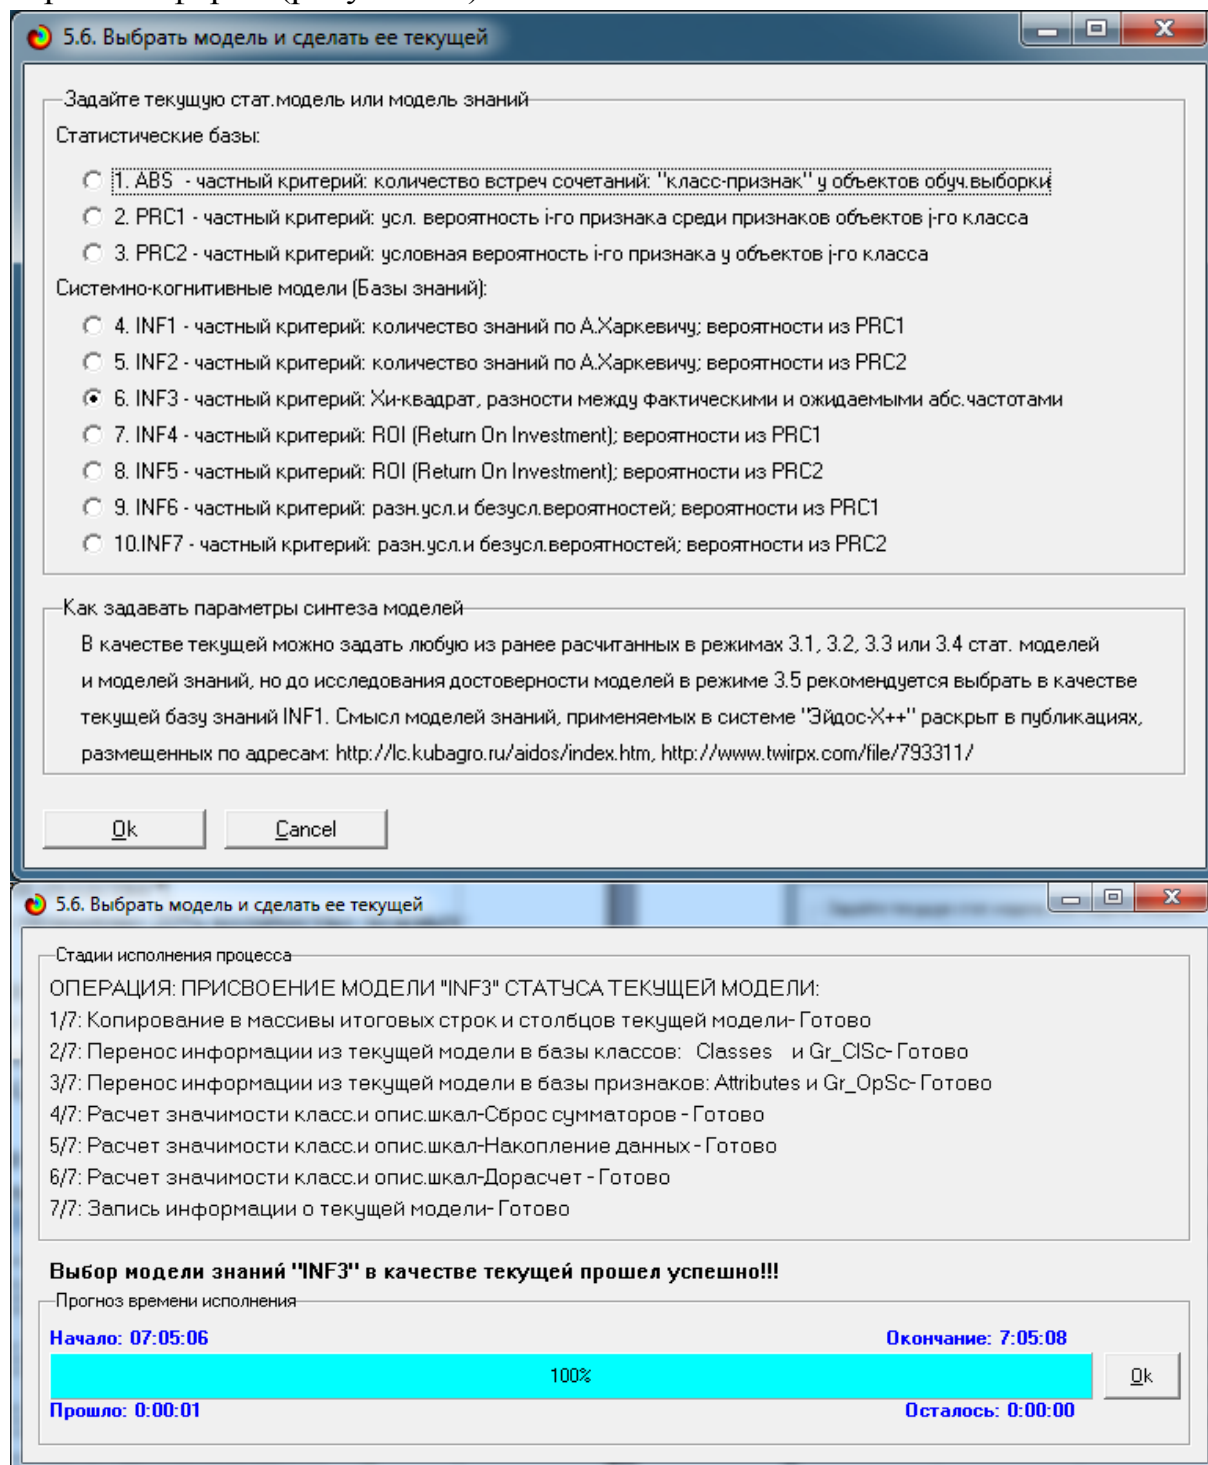 5.6. Выбрать модель и сделать ее текущей
Задайте текущую стат.модель или модель знаний
Статистические базы:
1. ABS - частный критерий: количество встреч сочетаний: "класс-признак" у объектов обуч.выборки
2. PRC1 - частный критерий: усл. вероятность i-го признака среди признаков объектов j-го класса
3. PRC2 - частный критерий: условная вероятность i-го признака у объектов j-го класса
Системно-когнитивные модели (Базы знаний):
4. INF1 - частный критерий: количество знаний по А.Харкевичу; вероятности из PRC1
5. INF2 - частный критерий: количество знаний по А.Харкевичу; вероятности из PRC2
6. INF3 - частный критерий: Хи-квадрат, разности между фактическими и ожидаемыми абс.частотами
7. INF4 - частный критерий: ROI (Return On Investment); вероятности из PRC1
8. INF5 - частный критерий: ROI (Return On Investment); вероятности из PRC2
9. INF6 - частный критерий: разн.усл.и безусл.вероятностей; вероятности из PRC1
10.INF7 - частный критерий: разн.усл.и безусл.вероятностей; вероятности из PRC2
Как задавать параметры синтеза моделей
В качестве текущей можно задать любую из ранее расчитанных в режимах 3.1, 3.2, 3.3 или 3.4 стат. моделей
и моделей знаний, но до исследования достоверности моделей в режиме 3.5 рекомендуется выбрать в качестве
текущей базу знаний INF1. Смысл моделей знаний, применяемых в системе "Эйдос-X++" раскрыт в публикациях,
размещенных по адресам: http://lc.kubagro.ru/aidos/index.htm, http://www.twirpx.com/file/793311/
Ok Cancel
5.6. Выбрать модель и сделать ее текущей
Стадии исполнения процесса
ОПЕРАЦИЯ: ПРИСВОЕНИЕ МОДЕЛИ "INF3" СТАТУСА ТЕКУЩЕЙ МОДЕЛИ:
1/7: Копирование в массивы итоговых строк и столбцов текущей модели- Готово
2/7: Перенос информации из текущей модели в базы классов: Classes и Gr_ClSc- Готово
3/7: Перенос информации из текущей модели в базы признаков: Attributes и Gr_OpSc- Готово
4/7: Расчет значимости класс.и опис.шкал-Сброс сумматоров - Готово
5/7: Расчет значимости класс.и опис.шкал-Накопление данных - Готово
6/7: Расчет значимости класс.и опис.шкал-Дорасчет - Готово
7/7: Запись информации о текущей модели- Готово
Выбор модели знаний "INF3" в качестве текущей прошел успешно!!!
Прогноз времени исполнения
Начало: 07:05:06 Окончание: 7:05:08
100% Ok
Прошло: 0:00:01 Осталось: 0:00:00